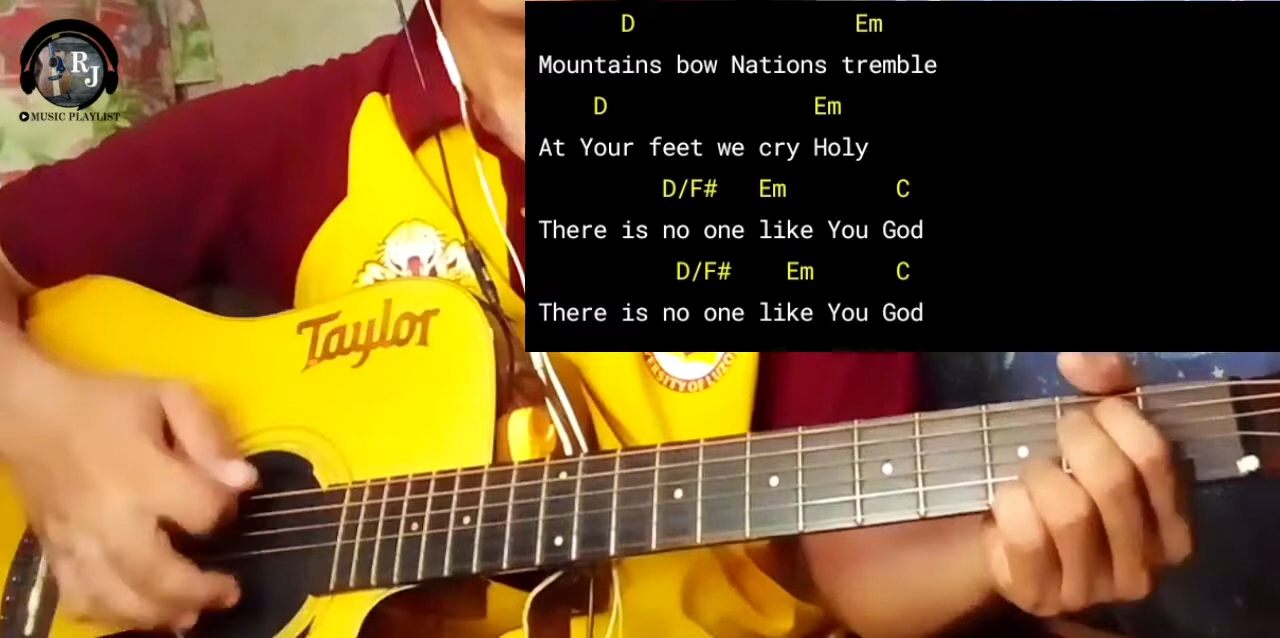 RJ
MUSIC PLAYLIST
D Em
Mountains bow Nations tremble
D Em
At Your feet we cry Holy
D/F# Em C
There is no one like You God
D/F# Em C
There is no one like You God
Taylor